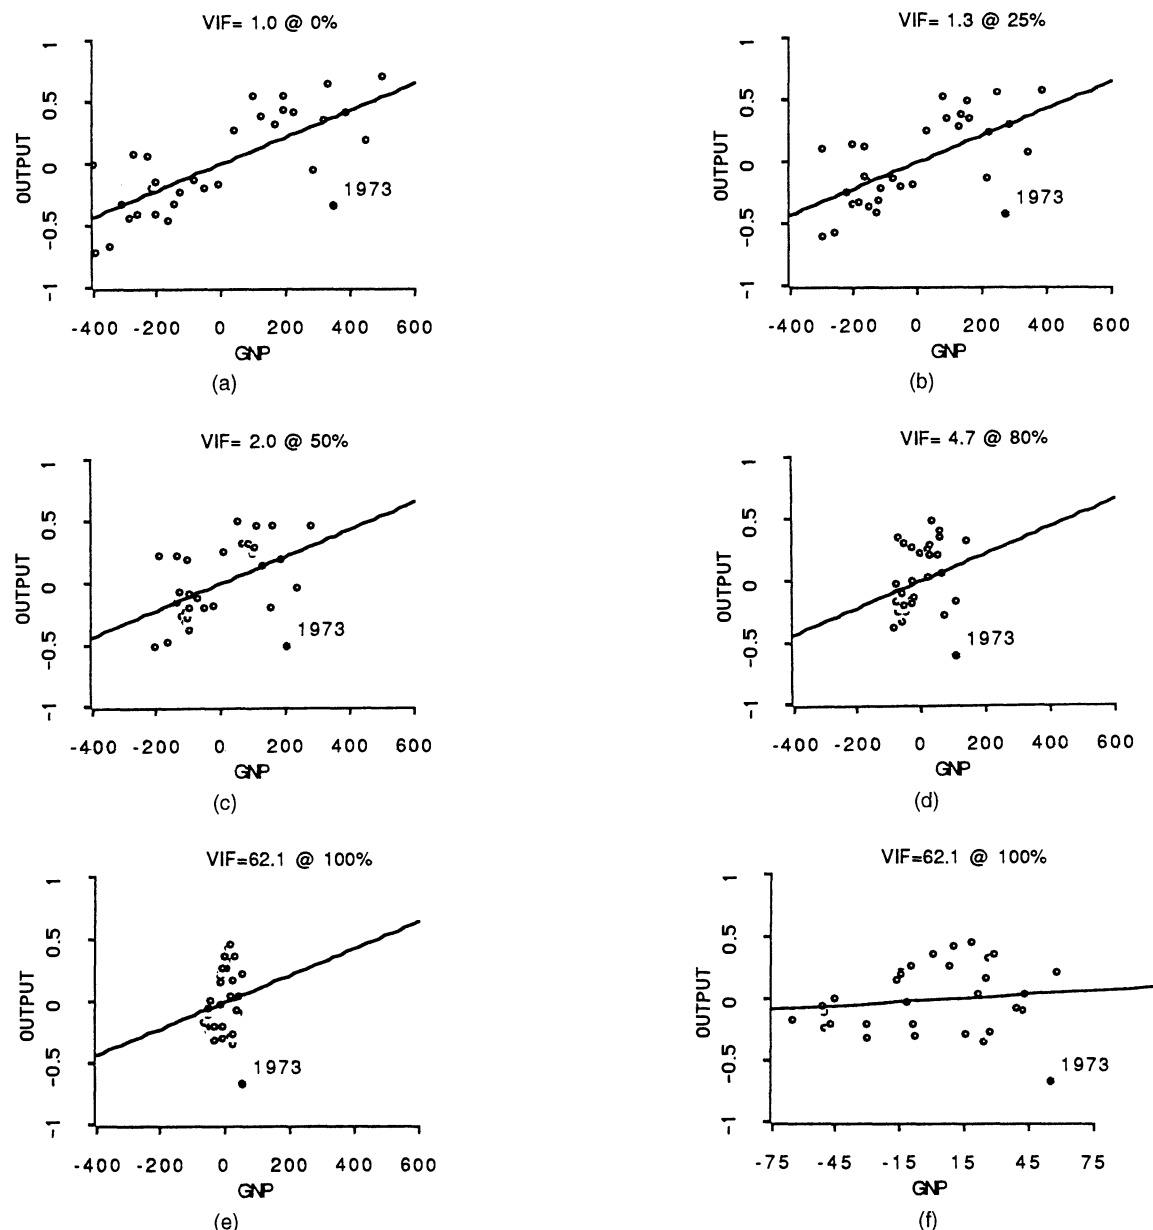 VIF= 1.0 @ 0%
OUTPUT
1
0.5
0
-0.5
-1
1973
-400 -200 0 200 400 600
GNP
(a)
VIF= 1.3 @ 25%
OUTPUT
1
0.5
0
-0.5
-1
1973
-400 -200 0 200 400 600
GNP
(b)
VIF= 2.0 @ 50%
OUTPUT
1
0.5
0
-0.5
-1
1973
-400 -200 0 200 400 600
GNP
(c)
VIF= 4.7 @ 80%
OUTPUT
1
0.5
0
-0.5
-1
1973
-400 -200 0 200 400 600
GNP
(d)
VIF=62.1 @ 100%
OUTPUT
1
0.5
0
-0.5
-1
1973
-400 -200 0 200 400 600
GNP
(e)
VIF=62.1 @ 100%
OUTPUT
1
0.5
0
-0.5
-1
1973
-75 -45 -15 15 45 75
GNP
(f)